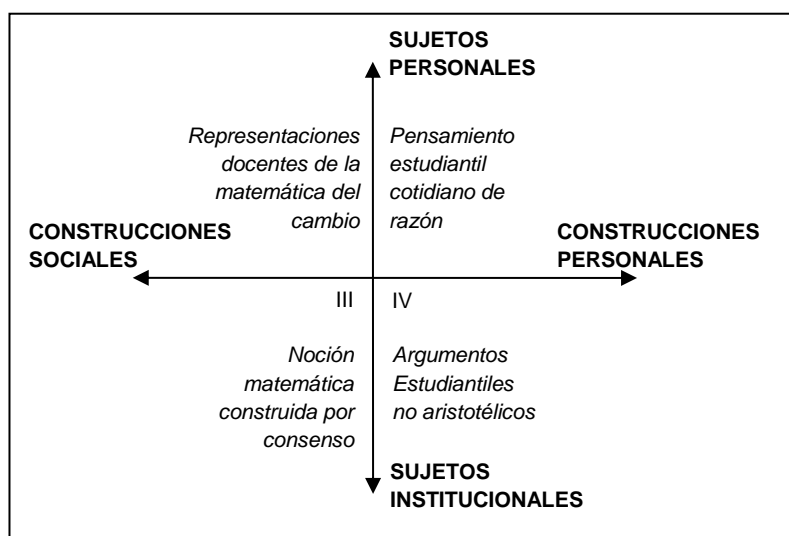 SUJETOS
PERSONALES
Representaciones
docentes de la
matemática del
cambio
Pensamiento
estudiantil
cotidiano de
razón
CONSTRUCCIONES
SOCIALES
CONSTRUCCIONES
PERSONALES
III
IV
Noción
matemática
construida por
consenso
Argumentos
Estudiantiles
no aristotélicos
SUJETOS
INSTITUCIONALES